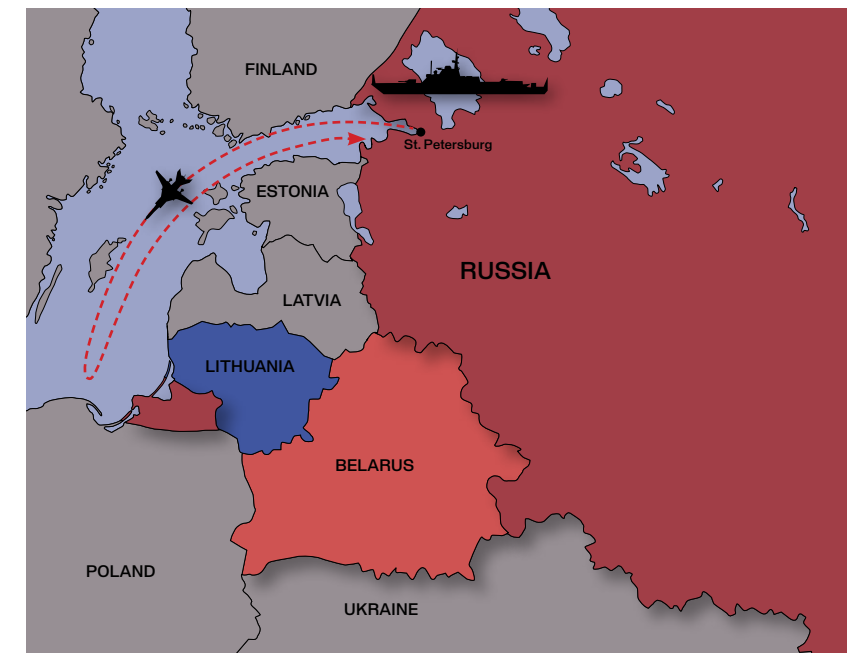 FINLAND
St. Petersburg
ESTONIA
RUSSIA
LATVIA
LITHUANIA
BELARUS
POLAND
UKRAINE